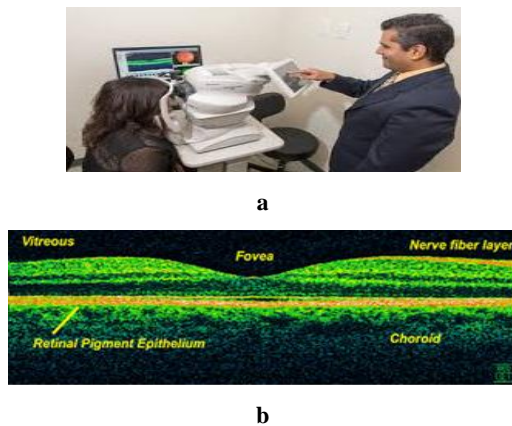 a
Vitreous
Fovea
Nerve fiber layer
Retinal Pigment Epithelium
Choroid
b